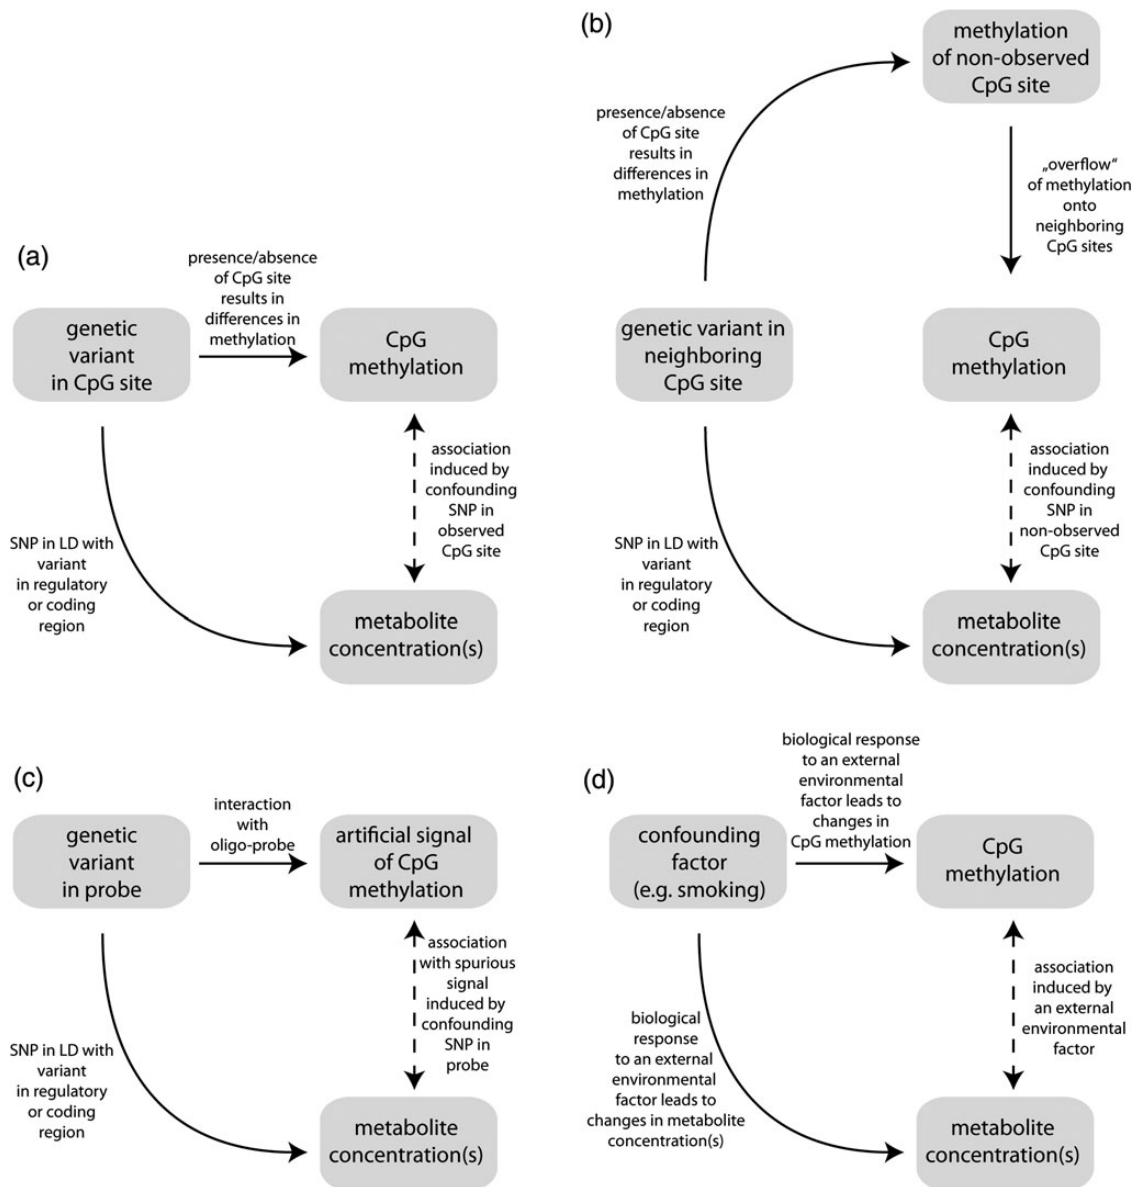 (a)
presence/absence
of CpG site
results in
differences in
methylation
genetic
variant
in CpG site
CpG
methylation
SNP in LD with
variant
in regulatory
or coding
region
association
induced by
confounding
SNP in
observed
CpG site
metabolite
concentration(s)
(b)
methylation
of non-observed
CpG site
presence/absence
of CpG site
results in
differences in
methylation
„overflow“
of methylation
onto
neighboring
CpG sites
genetic variant in
neighboring
CpG site
CpG
methylation
SNP in LD with
variant
in regulatory
or coding
region
association
induced by
confounding
SNP in
non-observed
CpG site
metabolite
concentration(s)
(c)
interaction
with
oligo-probe
genetic
variant
in probe
artificial signal
of CpG
methylation
SNP in LD with
variant
in regulatory
or coding
region
association
with spurious
signal
induced by
confounding
SNP in
probe
metabolite
concentration(s)
(d)
biological response
to an external
environmental
factor leads to
changes in
CpG methylation
confounding
factor
(e.g. smoking)
CpG
methylation
biological
response
to an external
environmental
factor leads to
changes in metabolite
concentration(s)
association
induced by
an external
environmental
factor
metabolite
concentration(s)